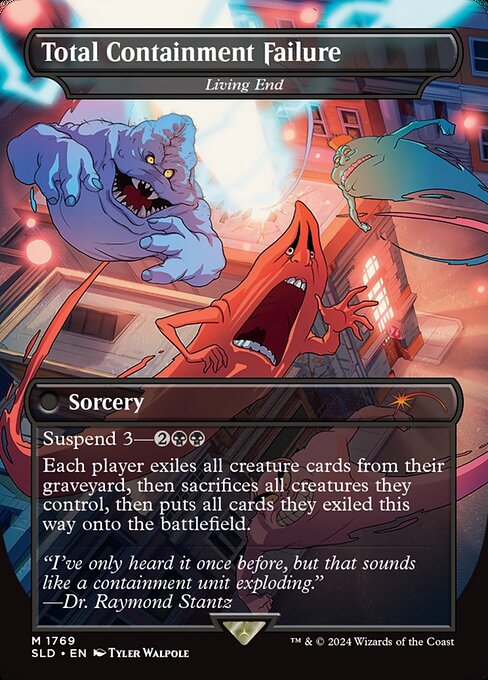 Total Containment Failure
Living End
Sorcery
Suspend 3—2BB
Each player exiles all creature cards from their
graveyard, then sacrifices all creatures they
control, then puts all cards they exiled this
way onto the battlefield.
“I’ve only heard it once before, but that sounds
like a containment unit exploding.”
—Dr. Raymond Stantz
M 1769
SLD • EN Tyler Walpole
™ & © 2024 Wizards of the Coast